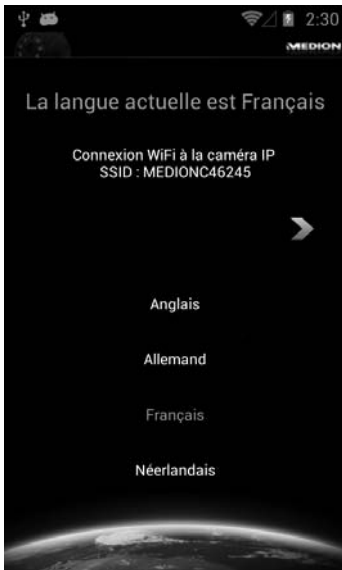 2:30
MEDION
La langue actuelle est Français
Connexion WiFi à la caméra IP
SSID : MEDIONC46245
Anglais
Allemand
Français
Néerlandais